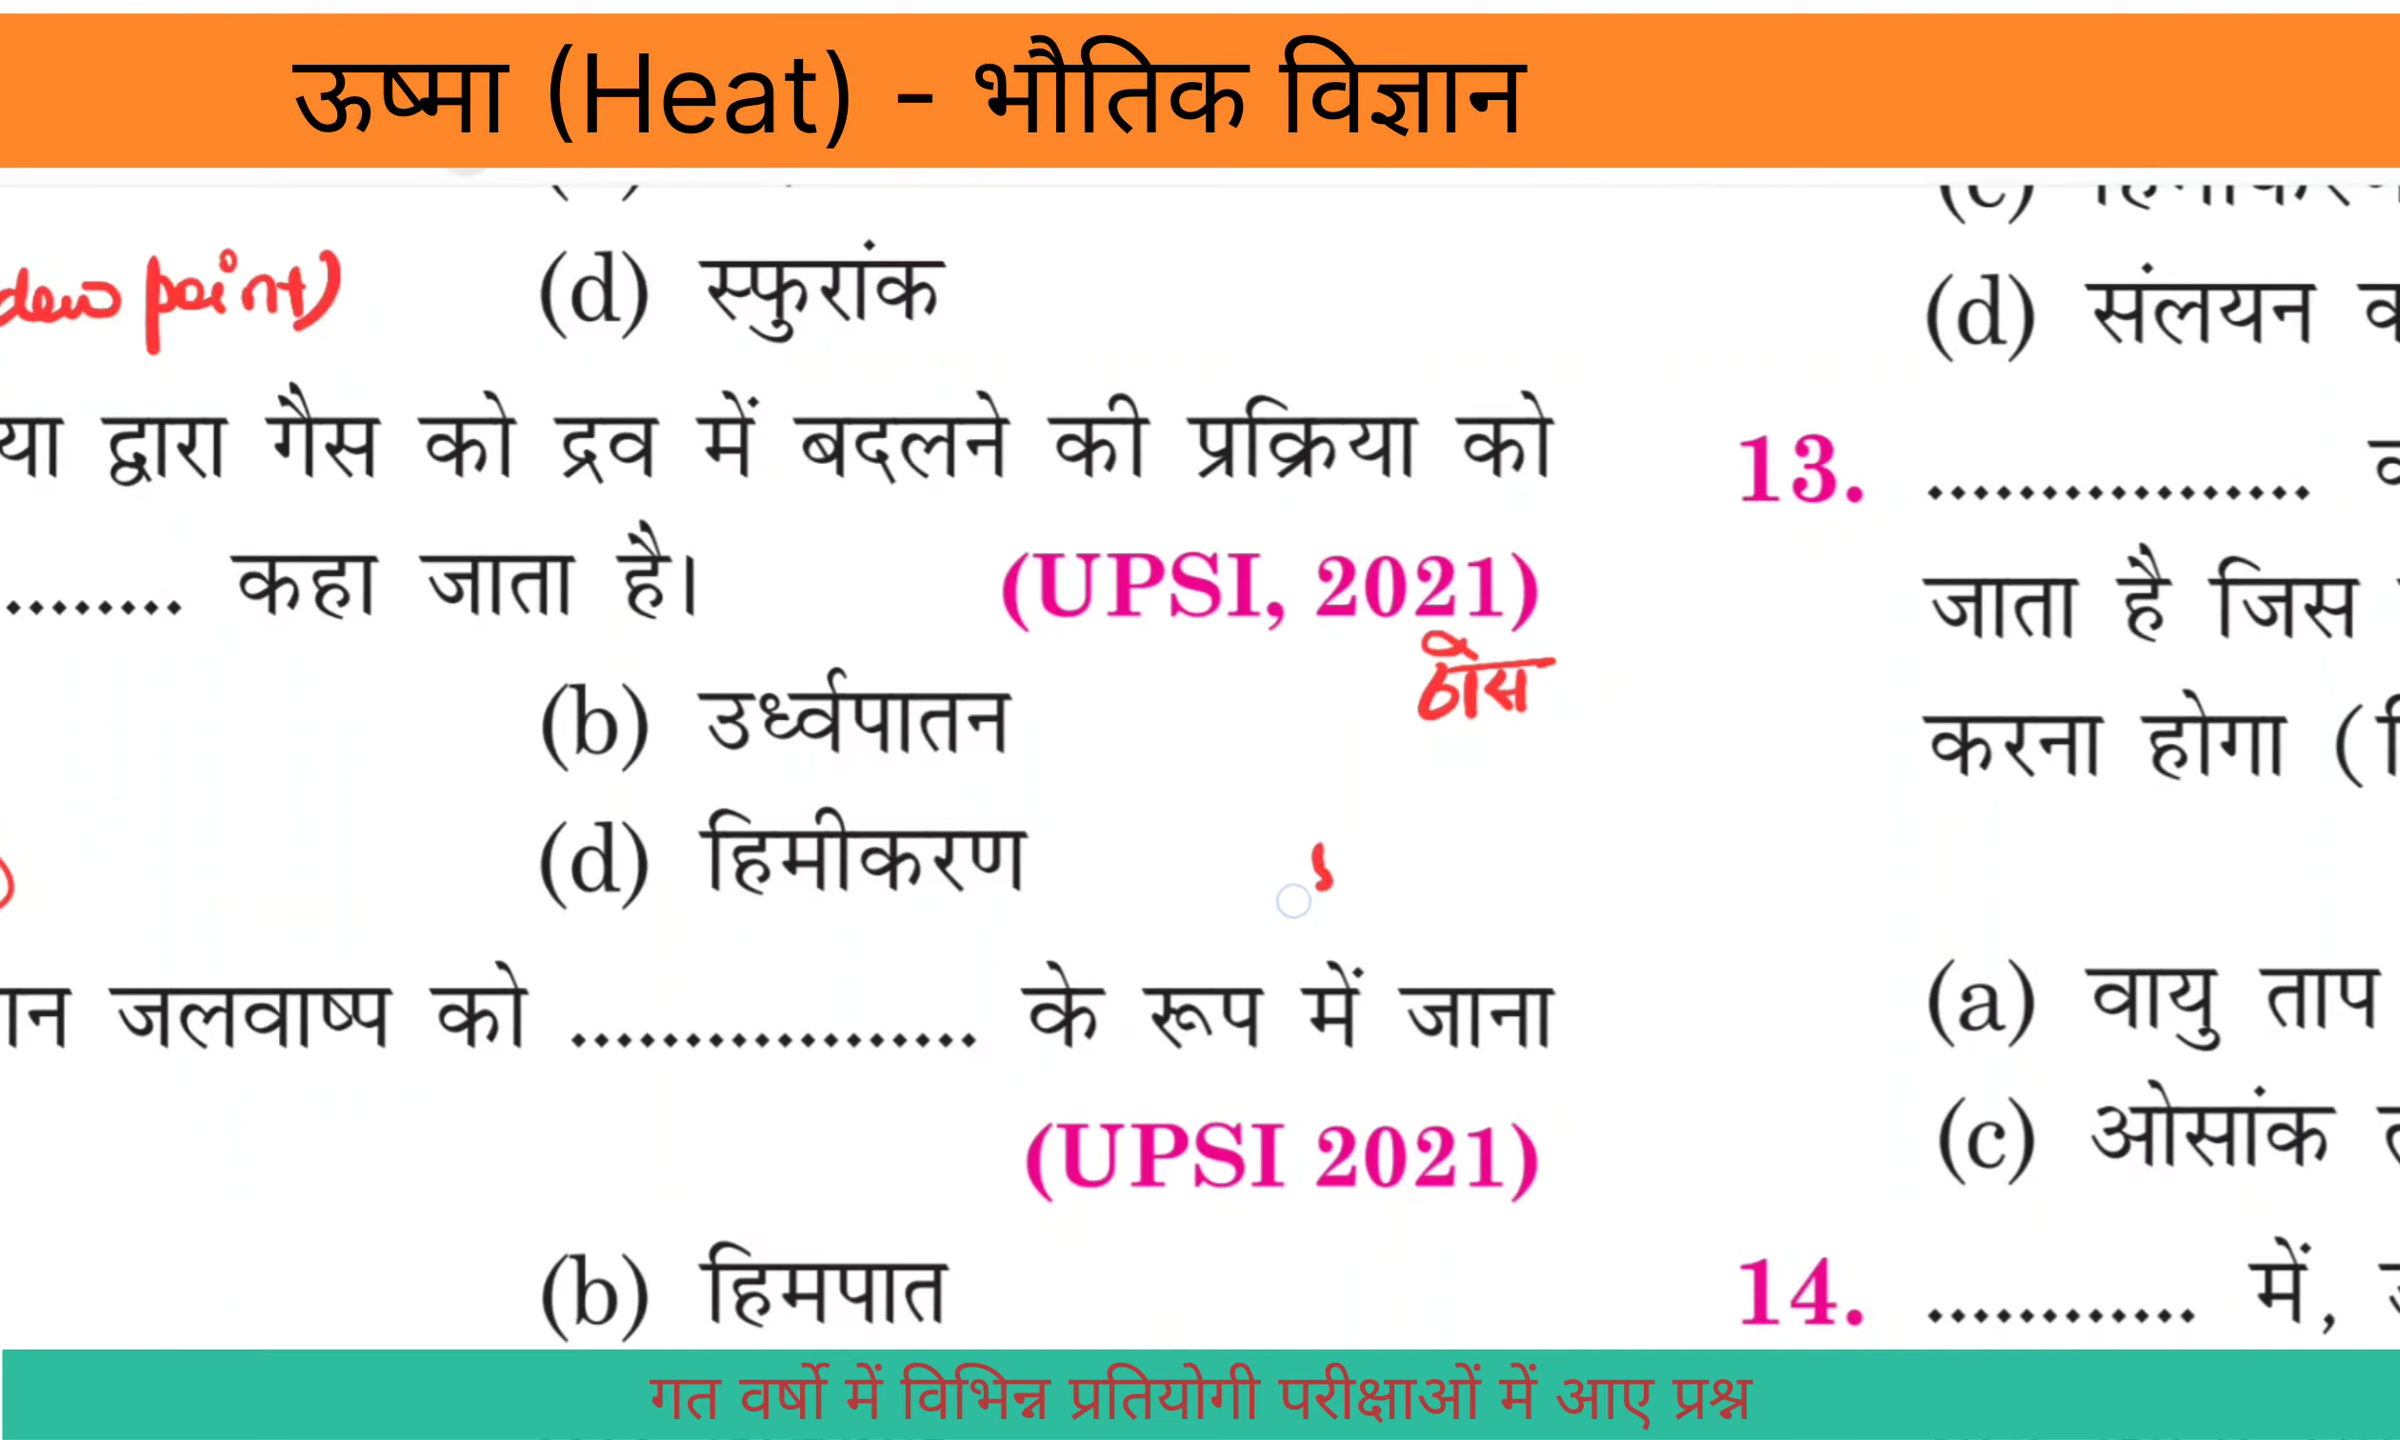 ऊष्मा (Heat) - भौतिक विज्ञान
dew point)
(d) स्फुरांक
या द्वारा गैस को द्रव में बदलने की प्रक्रिया को
........ कहा जाता है। (UPSI, 2021)
ठोस
(b) उर्ध्वपातन
(d) हिमीकरण
जलवाष्प को .................. के रूप में जाना
(UPSI 2021)
(b) हिमपात
(c)
(d) संलयन
13. .................
जाता है जिस
करना होगा (
(a) वायु ताप
(c) ओसांक
14. ............ में,
गत वर्षो में विभिन्न प्रतियोगी परीक्षाओं में आए प्रश्न